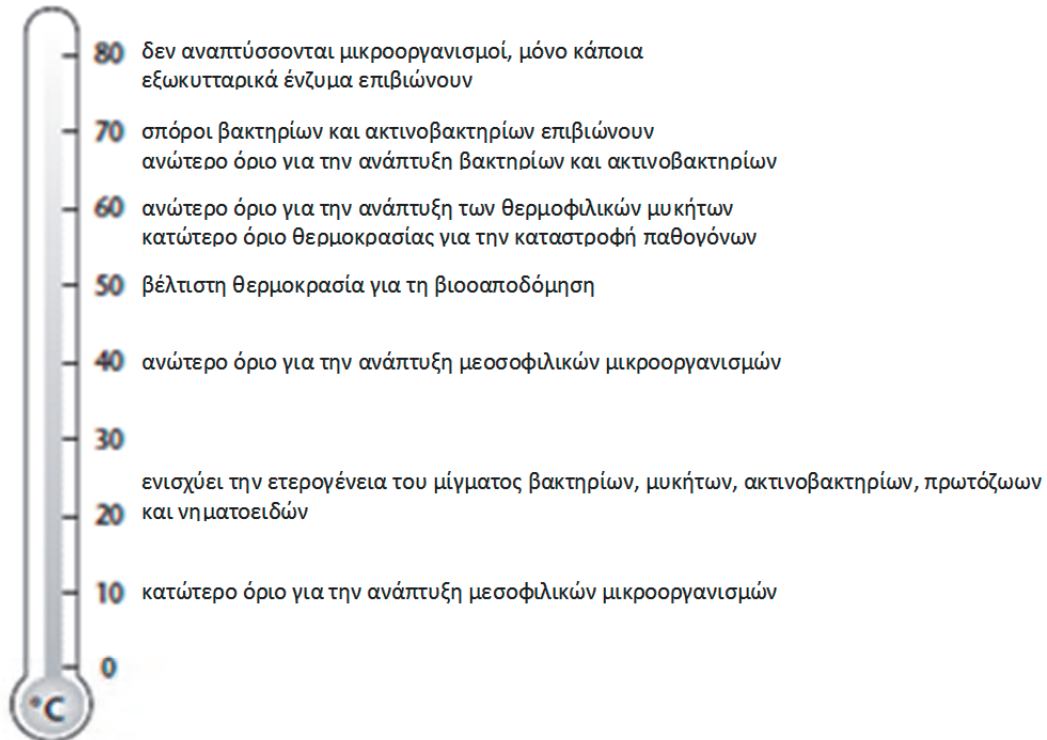 80 δεν αναπτύσσονται μικροοργανισμοί, μόνο κάποια
εξωκυτταρικά ένζυμα επιβιώνουν
70 σπόροι βακτηρίων και ακτινοβακτηρίων επιβιώνουν
ανώτερο όριο για την ανάπτυξη βακτηρίων και ακτινοβακτηρίων
60 ανώτερο όριο για την ανάπτυξη των θερμοφιλικών μυκήτων
κατώτερο όριο θερμοκρασίας για την καταστροφή παθογόνων
50 βέλτιστη θερμοκρασία για τη βιοοαποδόμηση
40 ανώτερο όριο για την ανάπτυξη μεοσοφιλικών μικροοργανισμών
30
ενισχύει την ετερογένεια του μίγματος βακτηρίων, μυκήτων, ακτινοβακτηρίων, πρωτόζωων
20 και νηματοειδών
10 κατώτερο όριο για την ανάπτυξη μεσοφιλικών μικροοργανισμών
0
°C